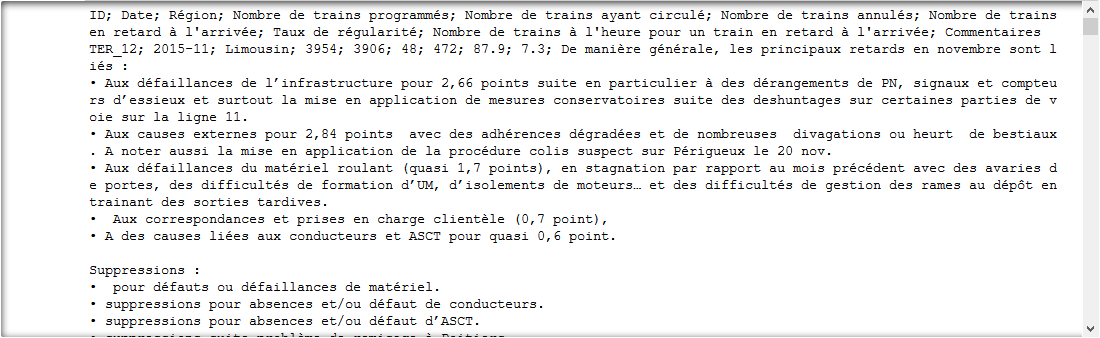 ID; Date; Région; Nombre de trains programmés; Nombre de trains ayant circulé; Nombre de trains annulés; Nombre de trains
en retard à l'arrivée; Taux de régularité; Nombre de trains à l'heure pour un train en retard à l'arrivée; Commentaires
TER_12; 2015-11; Limousin; 3954; 3906; 48; 472; 87.9; 7.3; De manière générale, les principaux retards en novembre sont l
iés :
• Aux défaillances de l’infrastructure pour 2,66 points suite en particulier à des dérangements de PN, signaux et compteu
rs d’essieux et surtout la mise en application de mesures conservatoires suite des deshuntages sur certaines parties de v
oie sur la ligne 11.
• Aux causes externes pour 2,84 points  avec des adhérences dégradées et de nombreuses  divagations ou heurt  de bestiaux
. A noter aussi la mise en application de la procédure colis suspect sur Périgueux le 20 nov.
• Aux défaillances du matériel roulant (quasi 1,7 points), en stagnation par rapport au mois précédent avec des avaries d
e portes, des difficultés de formation d’UM, d’isolements de moteurs… et des difficultés de gestion des rames au dépôt en
trainant des sorties tardives.
•  Aux correspondances et prises en charge clientèle (0,7 point),
• A des causes liées aux conducteurs et ASCT pour quasi 0,6 point.
Suppressions :
•  pour défauts ou défaillances de matériel.
• suppressions pour absences et/ou défaut de conducteurs.
• suppressions pour absences et/ou défaut d’ASCT.
• suppressions suite problème de remisage à Poitiers